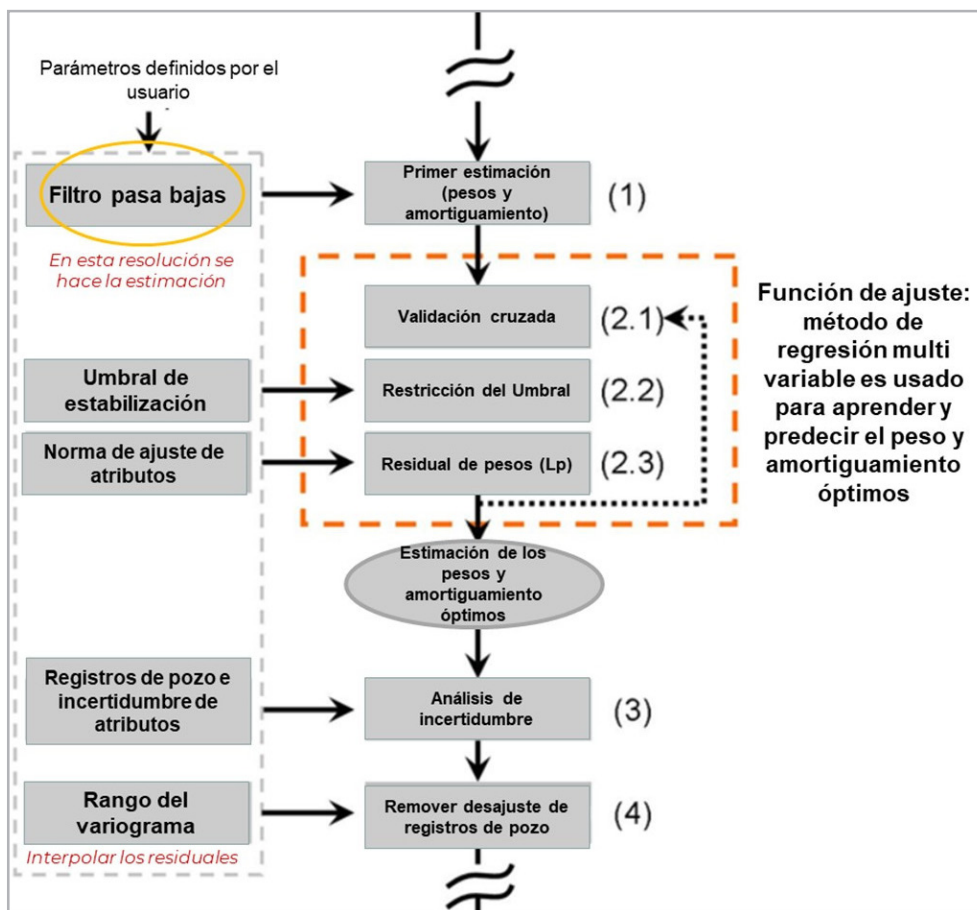 Parámetros definidos por el
usuario
Filtro pasa bajas
En esta resolución se
hace la estimación
Primer estimación
(pesos y
amortiguamiento)
(1)
Validación cruzada
(2.1)
Umbral de
estabilización
Restricción del Umbral
(2.2)
Norma de ajuste de
atributos
Residual de pesos (Lp)
(2.3)
Función de ajuste:
método de
regresión multi
variable es usado
para aprender y
predecir el peso y
amortiguamiento
óptimos
Estimación de los
pesos y
amortiguamiento
óptimos
Registros de pozo e
incertidumbre de
atributos
Análisis de
incertidumbre
(3)
Rango del
variograma
Interpolar los residuales
Remover desajuste de
registros de pozo
(4)